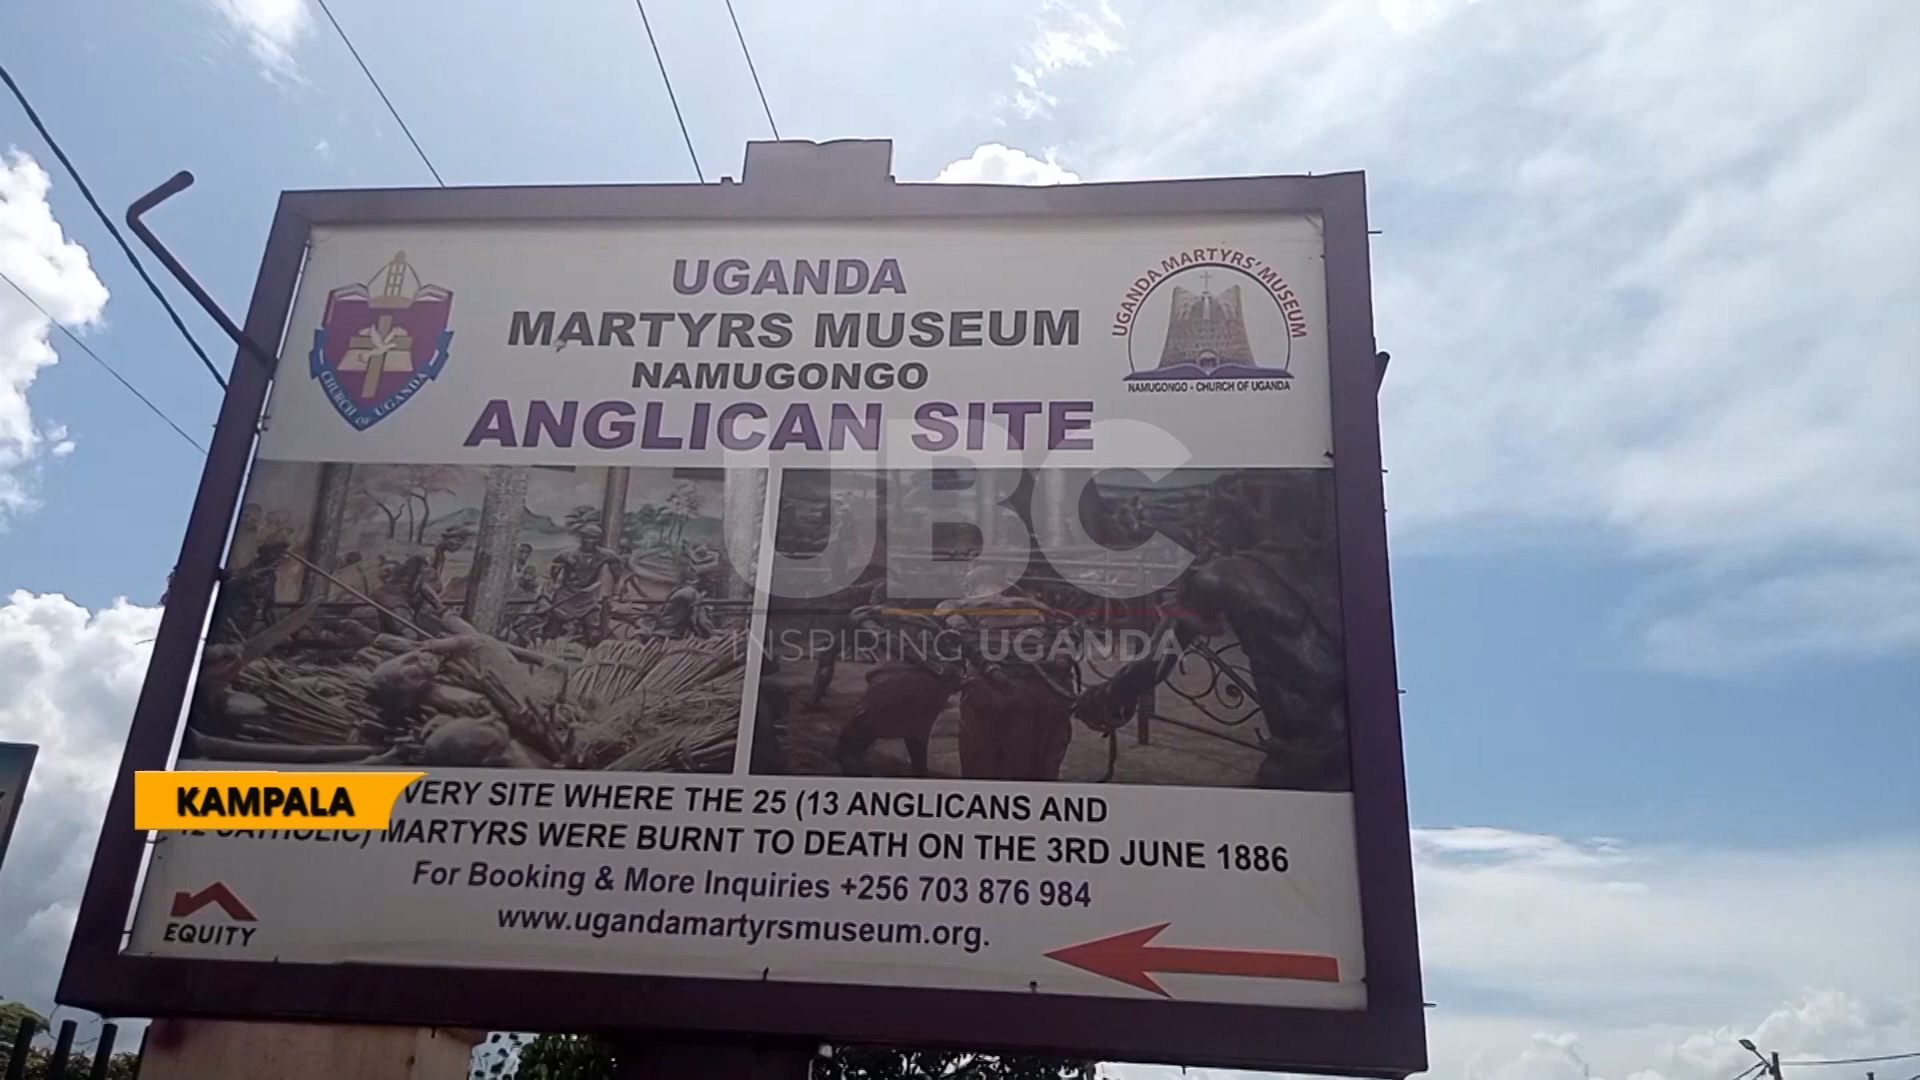 UGANDA
MARTYRS MUSEUM
NAMUGONGO
ANGLICAN SITE
CHURCH OF UGANDA
UGANDA MARTYRS' MUSEUM
NAMUGONGO - CHURCH OF UGANDA
UBC
INSPIRING UGANDA
KAMPALA
VERY SITE WHERE THE 25 (13 ANGLICANS AND
12 CATHOLIC) MARTYRS WERE BURNT TO DEATH ON THE 3RD JUNE 1886
For Booking & More Inquiries +256 703 876 984
www.ugandamartyrsmuseum.org.
EQUITY